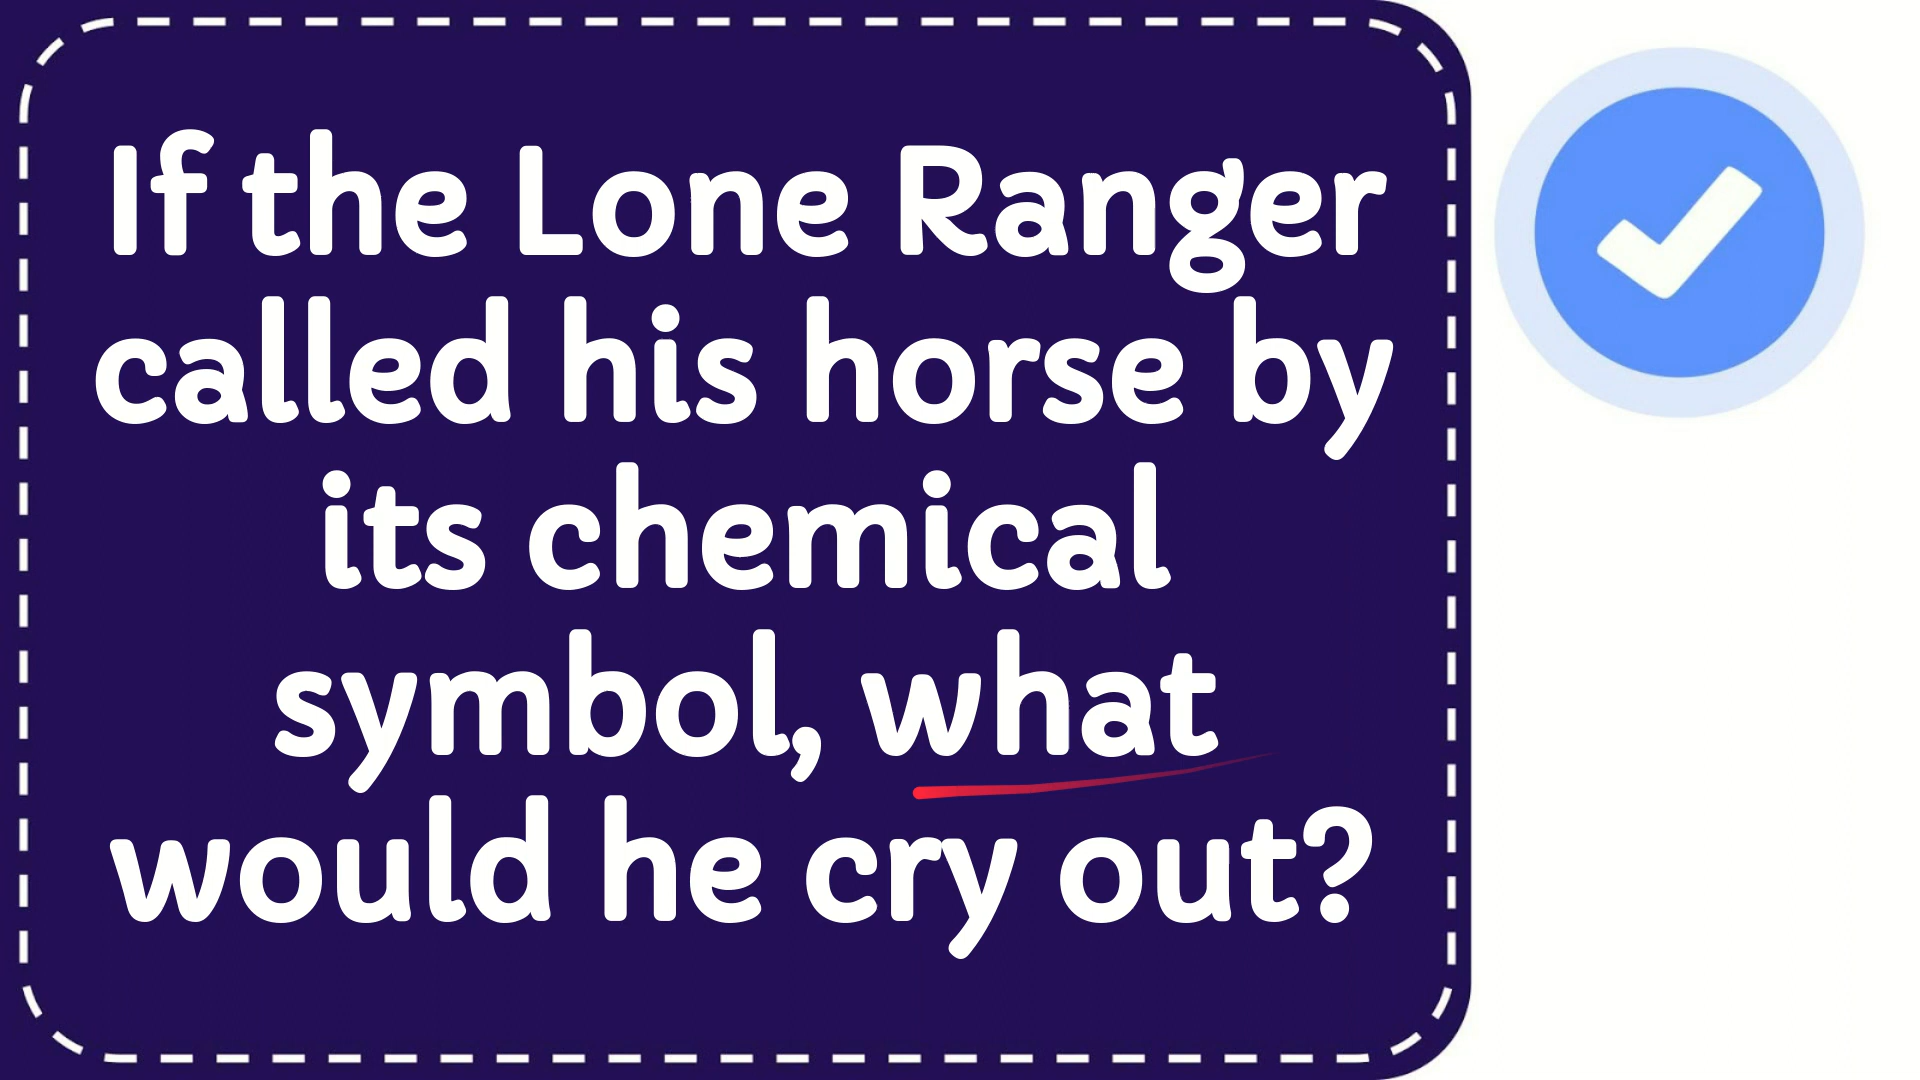 If the Lone Ranger
called his horse by
its chemical
symbol, what
would he cry out?